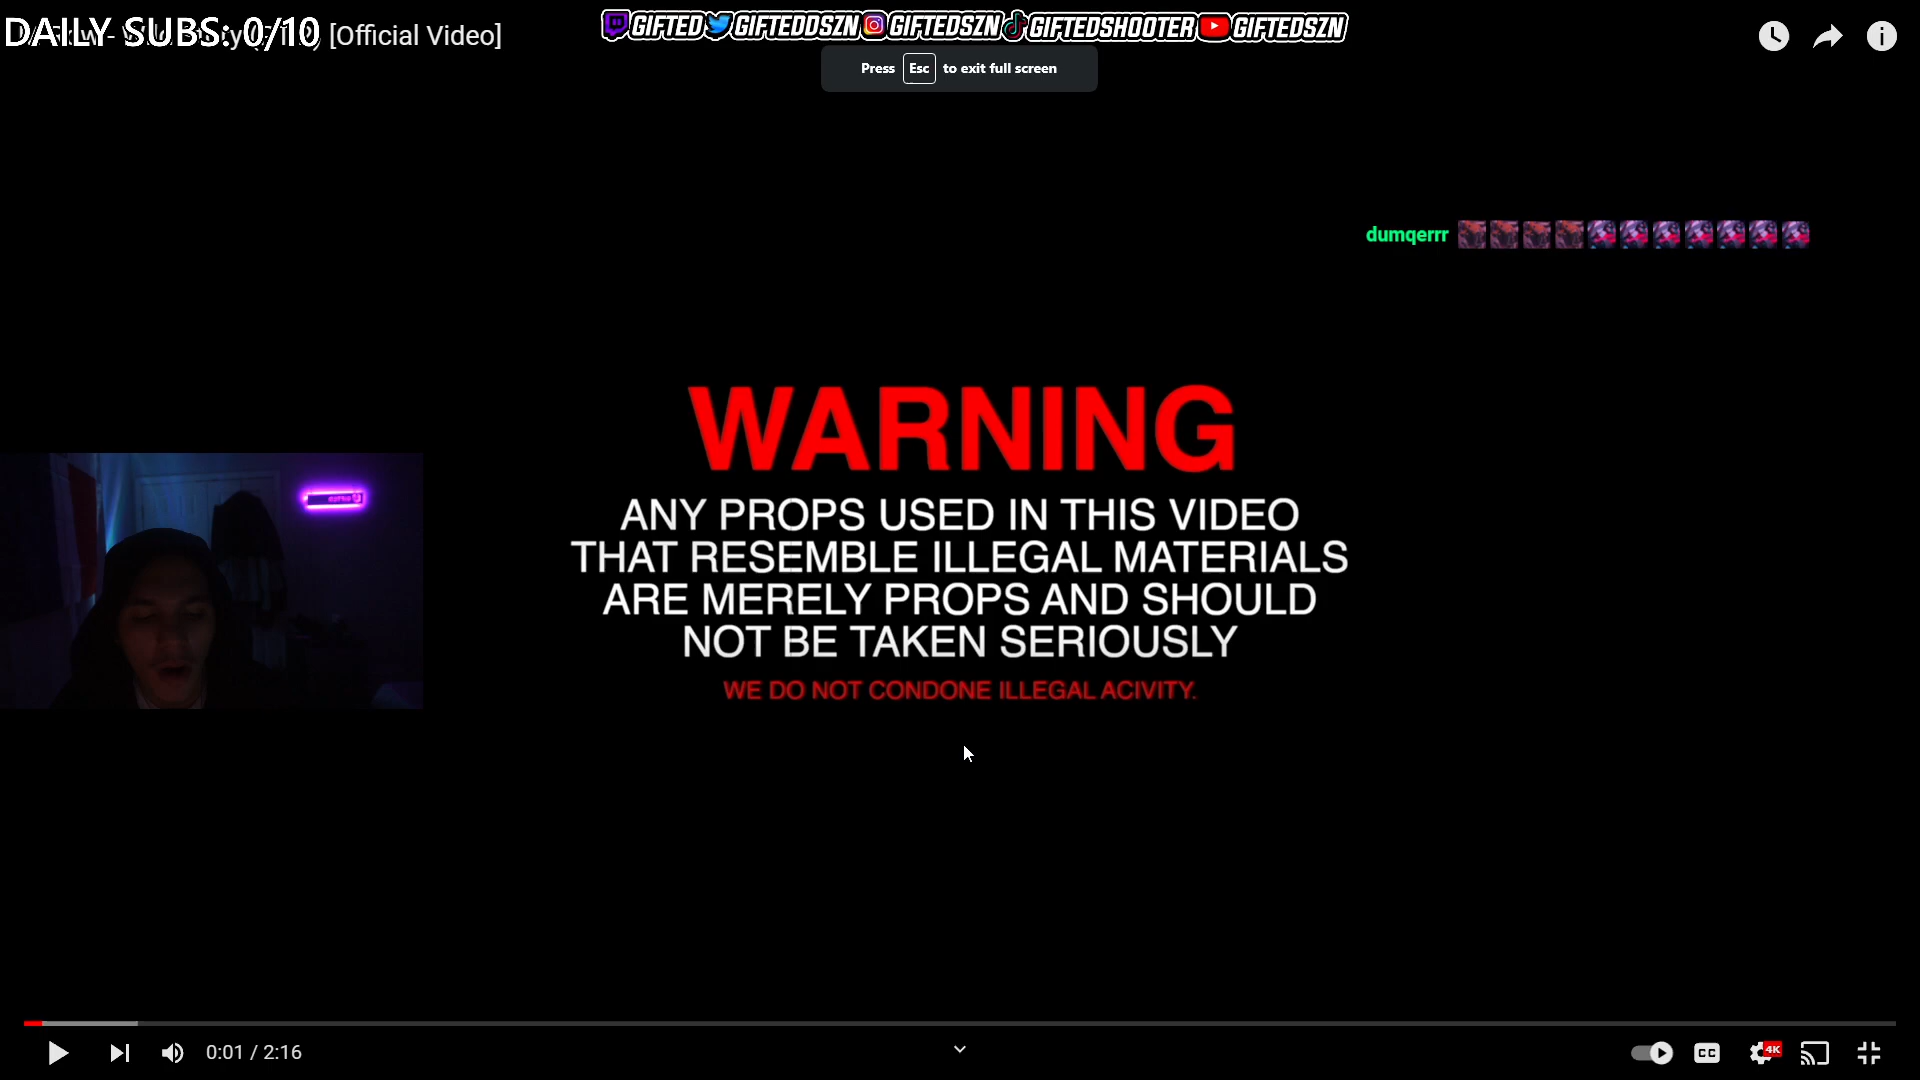 DAILY SUBS: 0/10 [Official Video]
GIFTED GIFTEDDSZN GIFTEDSZN GIFTEDSHOOTER GIFTEDSZN
Press Esc to exit full screen
dumqerrr
WARNING
ANY PROPS USED IN THIS VIDEO
THAT RESEMBLE ILLEGAL MATERIALS
ARE MERELY PROPS AND SHOULD
NOT BE TAKEN SERIOUSLY
WE DO NOT CONDONE ILLEGAL ACIVITY.
0:01 / 2:16
CC
4K